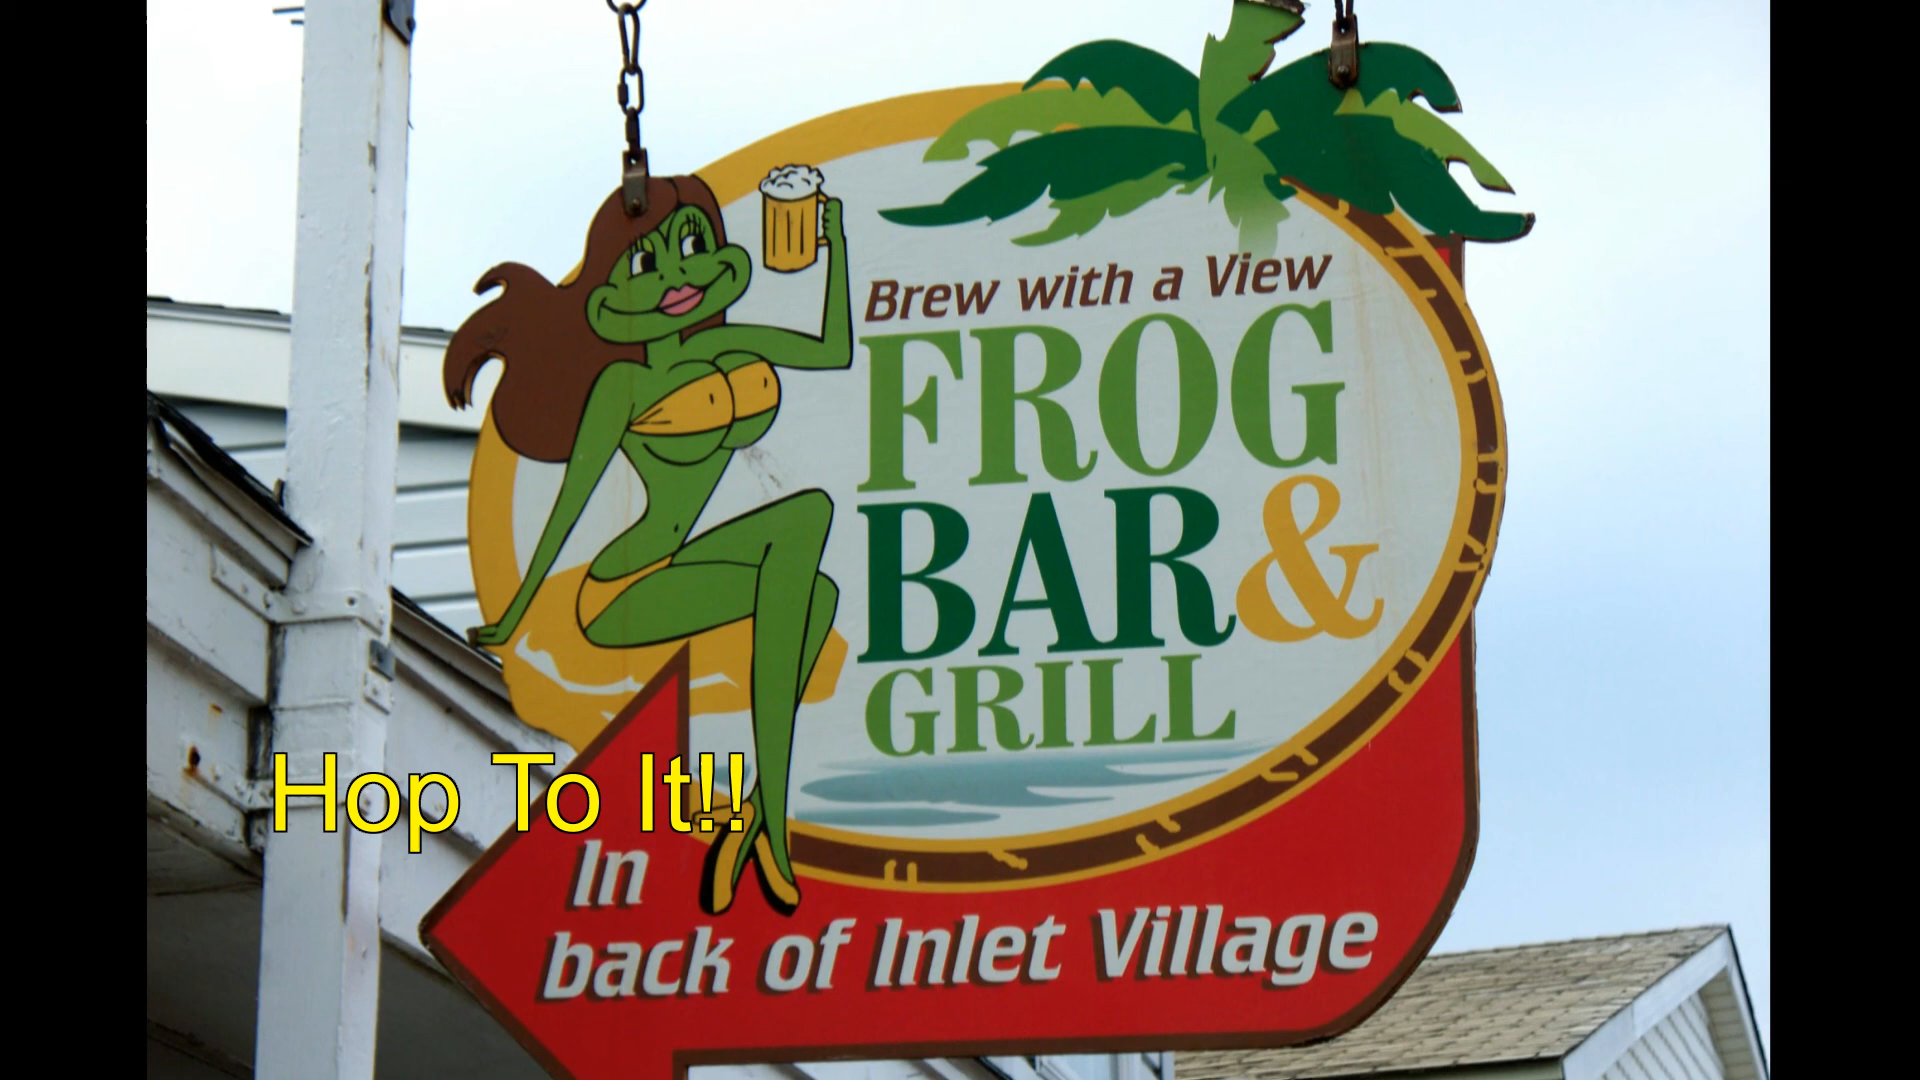 Brew with a View
FROG
BAR &
GRILL
Hop To It!!
In
back of Inlet Village